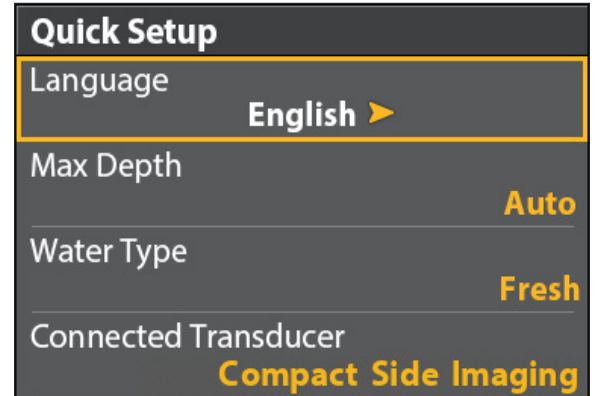 Quick Setup
Language
English
Max Depth
Auto
Water Type
Fresh
Connected Transducer
Compact Side Imaging